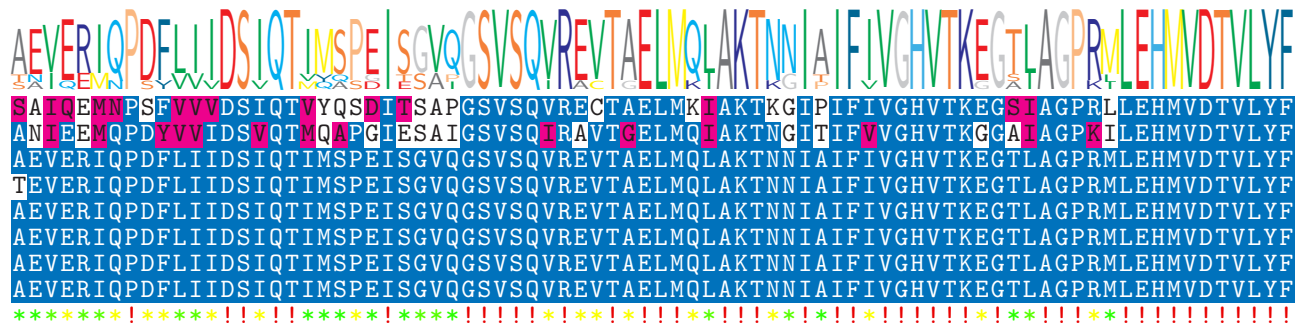 AEVERIQPDFLIIDSIQTIMSPEISGVQGSVSQVREVTAELMQLAKTNNIAIFIVGHVTKEGTLAGPRMLEHMVDTVLYF
SAIQEMNPSFVVVDSIQTVYQSDITSAPGSVSQVRECTAELMKIAKTKGIPIFIVGHVTKEGSIAGPRLLEHMVDTVLYF
ANIEEMQPDYVVIDSVQTMQAPGIESAIGSVSQIRAVTGELMQIAKTNGITIFVVGHVTKGGAIAGPKILEHMVDTVLYF
AEVERIQPDFLIIDSIQTIMSPEISGVQGSVSQVREVTAELMQLAKTNNIAIFIVGHVTKEGTLAGPRMLEHMVDTVLYF
TEVERIQPDFLIIDSIQTIMSPEISGVQGSVSQVREVTAELMQLAKTNNIAIFIVGHVTKEGTLAGPRMLEHMVDTVLYF
AEVERIQPDFLIIDSIQTIMSPEISGVQGSVSQVREVTAELMQLAKTNNIAIFIVGHVTKEGTLAGPRMLEHMVDTVLYF
AEVERIQPDFLIIDSIQTIMSPEISGVQGSVSQVREVTAELMQLAKTNNIAIFIVGHVTKEGTLAGPRMLEHMVDTVLYF
AEVERIQPDFLIIDSIQTIMSPEISGVQGSVSQVREVTAELMQLAKTNNIAIFIVGHVTKEGTLAGPRMLEHMVDTVLYF
AEVERIQPDFLIIDSIQTIMSPEISGVQGSVSQVREVTAELMQLAKTNNIAIFIVGHVTKEGTLAGPRMLEHMVDTVLYF
*******!*****!!*!!*****!****!!!!!*!**!*!!!**!!!**!*!!*!!!!!!*!**!!!**!!!!!!!!!!!